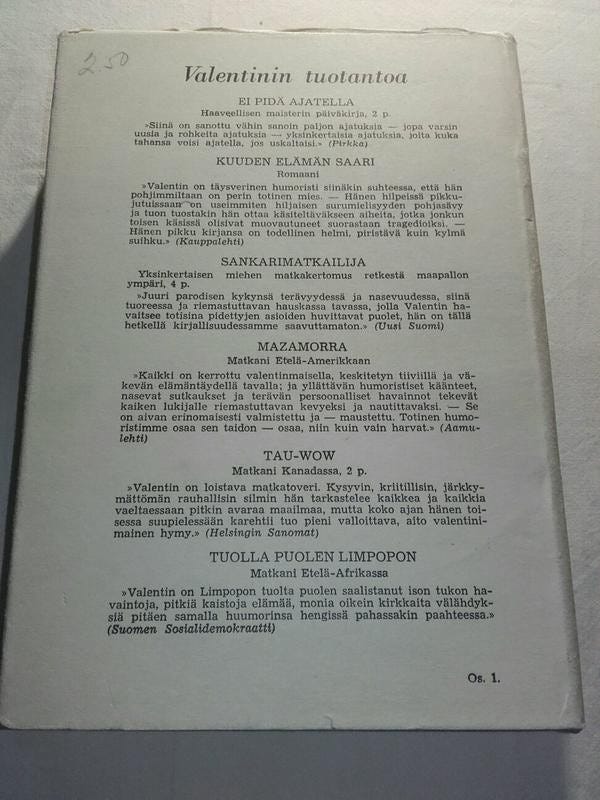 2.50
Valentinin tuotantoa
EI PIDÄ AJATELLA
Haaveellisen maisterin päiväkirja, 2 p.
»Siinä on sanottu vähin sanoin paljon ajatuksia — jopa varsin
uusia ja rohkeita ajatuksia — yksinkertaisia ajatuksia, joita kuka
tahansa voisi ajatella, jos uskaltaisi.» (Pirkka)
KUUDEN ELÄMÄN SAARI
Romaani
»Valentin on täysverinen humoristi siinäkin suhteessa, että hän
pohjimmiltaan on perin totinen mies. — Hänen hilpeissä pikku-
jutuissaan on useimmiten hiljaisen surumielisyyden pohjasävy
ja tuon tuostakin hän ottaa käsiteltäväkseen aiheita, jotka jonkun
toisen käsissä olisivat muovautuneet suorastaan tragedioiksi. —
Hänen pikku kirjansa on todellinen helmi, piristävä kuin kylmä
suihku.» (Kauppalehti)
SANKARIMATKAILIJA
Yksinkertaisen miehen matkakertomus retkestä maapallon
ympäri, 4 p.
»Juuri parodisen kykynsä terävyydessä ja nasevuudessa, siinä
tuoreessa ja riemastuttavan hauskassa tavassa, jolla Valentin ha-
vaitsee totisina pidettyjen asioiden huvittavat puolet, hän on tällä
hetkellä kirjallisuudessamme saavuttamaton.» (Uusi Suomi)
MAZAMORRA
Matkani Etelä-Amerikkaan
»Kaikki on kerrottu valentinmaisella, keskitetyn tiiviillä ja vä-
kevän elämäntäydellä tavalla; ja yllättävän humoristiset käänteet,
nasevat sutkaukset ja terävän persoonalliset havainnot tekevät
kaiken lukijalle riemastuttavan kevyeksi ja nautittavaksi. — Se
on aivan erinomaisesti valmistettu ja — maustettu. Totinen humo-
ristimme osaa sen taidon — osaa, niin kuin vain harvat.» (Aamu-
lehti)
TAU-WOW
Matkani Kanadassa, 2 p.
»Valentin on loistava matkatoveri. Kysyvin, kriitillisin, järkky-
mättömän rauhallisin silmin hän tarkastelee kaikkea ja kaikkia
vaeltaessaan pitkin avaraa maailmaa, mutta koko ajan hänen toi-
sessa suupielessään karehtii tuo pieni valloittava, aito valentini-
mainen hymy.» (Helsingin Sanomat)
TUOLLA PUOLEN LIMPOPON
Matkani Etelä-Afrikassa
»Valentin on Limpopon tuolta puolen saalistanut ison tukon ha-
vaintoja, pitkiä kaistoja elämää, monia oikein kirkkaita välähdyk-
siä pitäen samalla huumorinsa hengissä pahassakin paahteessa.»
(Suomen Sosialidemokraatti)
Os. 1.